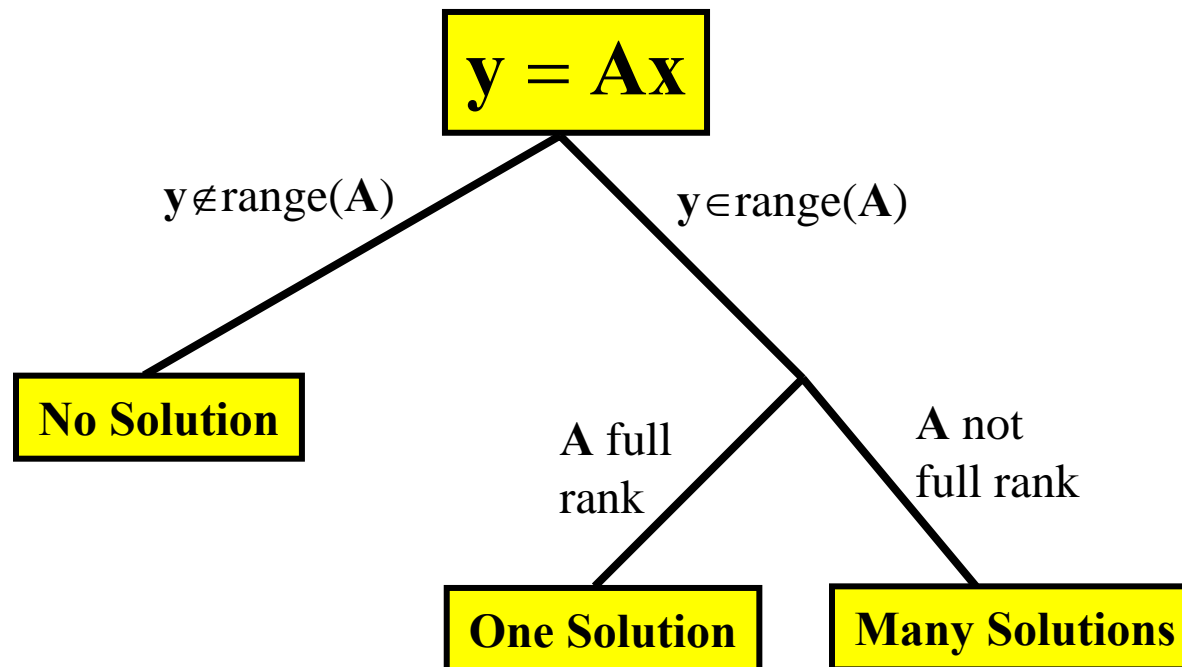 y = Ax
y∉range(A)
y∈range(A)
No Solution
A full
rank
A not
full rank
One Solution
Many Solutions